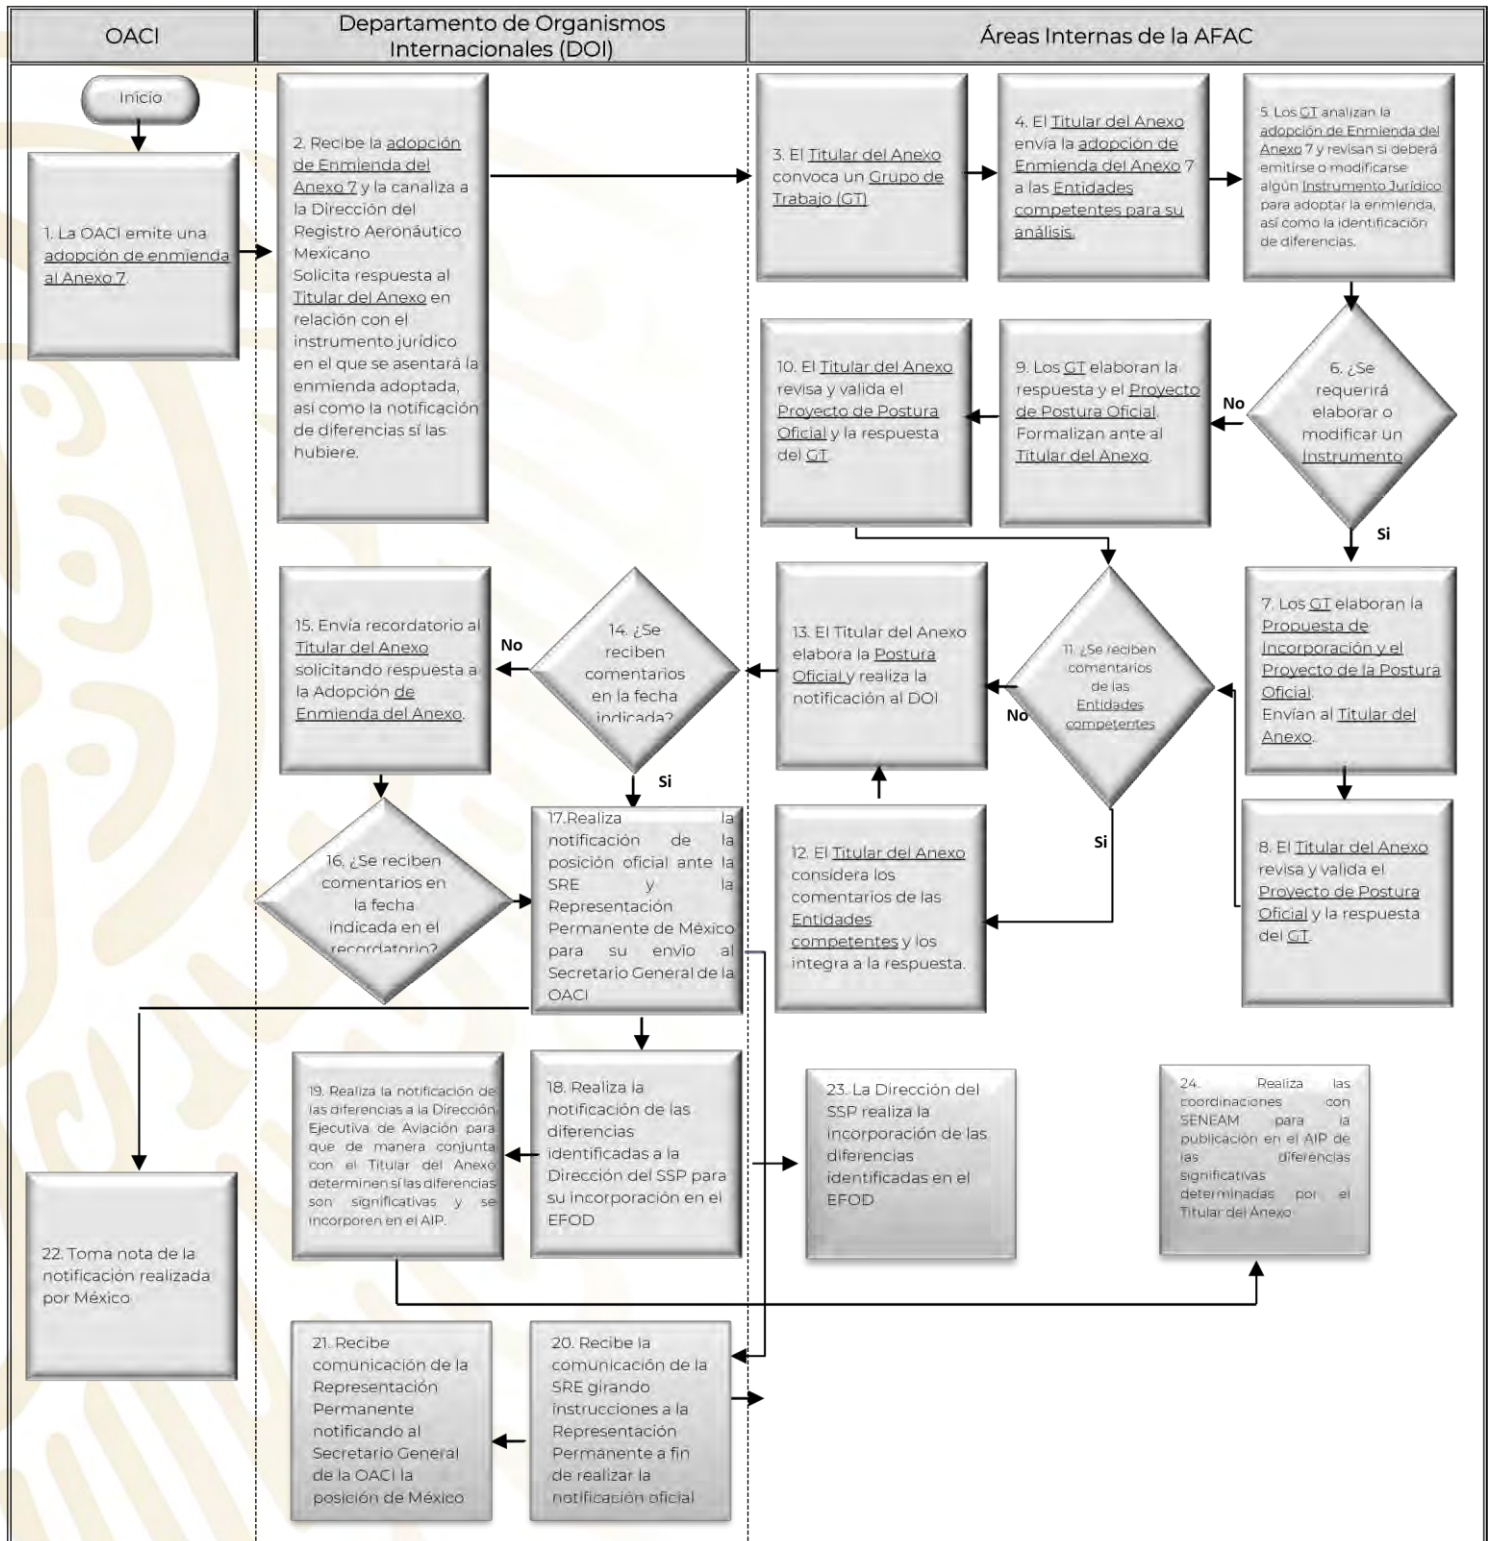 OACI
Departamento de Organismos
Internacionales (DOI)
Áreas Internas de la AFAC
Inicio
1. La OACI emite una
adopción de enmienda
al Anexo 7.
2. Recibe la adopción
de Enmienda del
Anexo 7 y la canaliza a
la Dirección del
Registro Aeronáutico
Mexicano
Solicita respuesta al
Titular del Anexo en
relación con el
instrumento jurídico
en el que se asentará la
enmienda adoptada,
así como la notificación
de diferencias sí las
hubiere.
3. El Titular del Anexo
convoca un Grupo de
Trabajo (GT)
4. El Titular del Anexo
envía la adopción de
Enmienda del Anexo 7
a las Entidades
competentes para su
análisis.
5. Los GT analizan la
adopción de Enmienda del
Anexo 7 y revisan si deberá
emitirse o modificarse
algún Instrumento Jurídico
para adoptar la enmienda,
así como la identificación
de diferencias.
6. ¿Se
requerirá
elaborar o
modificar un
Instrumento
No
Si
9. Los GT elaboran la
respuesta y el Proyecto
de Postura Oficial.
Formalizan ante al
Titular del Anexo.
10. El Titular del Anexo
revisa y valida el
Proyecto de Postura
Oficial y la respuesta
del GT.
7. Los GT elaboran la
Propuesta de
Incorporación y el
Proyecto de la Postura
Oficial.
Envían al Titular del
Anexo.
8. El Titular del Anexo
revisa y valida el
Proyecto de Postura
Oficial y la respuesta
del GT.
11. ¿Se reciben
comentarios
de las
Entidades
competentes
No
Si
12. El Titular del Anexo
considera los
comentarios de las
Entidades
competentes y los
integra a la respuesta.
13. El Titular del Anexo
elabora la Postura
Oficial y realiza la
notificación al DOI
14. ¿Se
reciben
comentarios
en la fecha
indicada?
No
Si
15. Envía recordatorio al
Titular del Anexo
solicitando respuesta a
la Adopción de
Enmienda del Anexo.
16. ¿Se reciben
comentarios en
la fecha
indicada en el
recordatorio?
17.Realiza la
notificación de la
posición oficial ante la
SRE y la
Representación
Permanente de México
para su envío al
Secretario General de la
OACI
18. Realiza la
notificación de las
diferencias
identificadas a la
Dirección del SSP para
su incorporación en el
EFOD
19. Realiza la notificación de
las diferencias a la Dirección
Ejecutiva de Aviación para
que de manera conjunta
con el Titular del Anexo
determinen sí las diferencias
son significativas y se
incorporen en el AIP.
20. Recibe la
comunicación de la
SRE girando
instrucciones a la
Representación
Permanente a fin
de realizar la
notificación oficial
21. Recibe
comunicación de la
Representación
Permanente
notificando al
Secretario General
de la OACI la
posición de México
22. Toma nota de la
notificación realizada
por México
23. La Dirección del
SSP realiza la
incorporación de las
diferencias
identificadas en el
EFOD
24. Realiza las
coordinaciones con
SENEAM para la
publicación en el AIP de
las diferencias
significativas
determinadas por el
Titular del Anexo